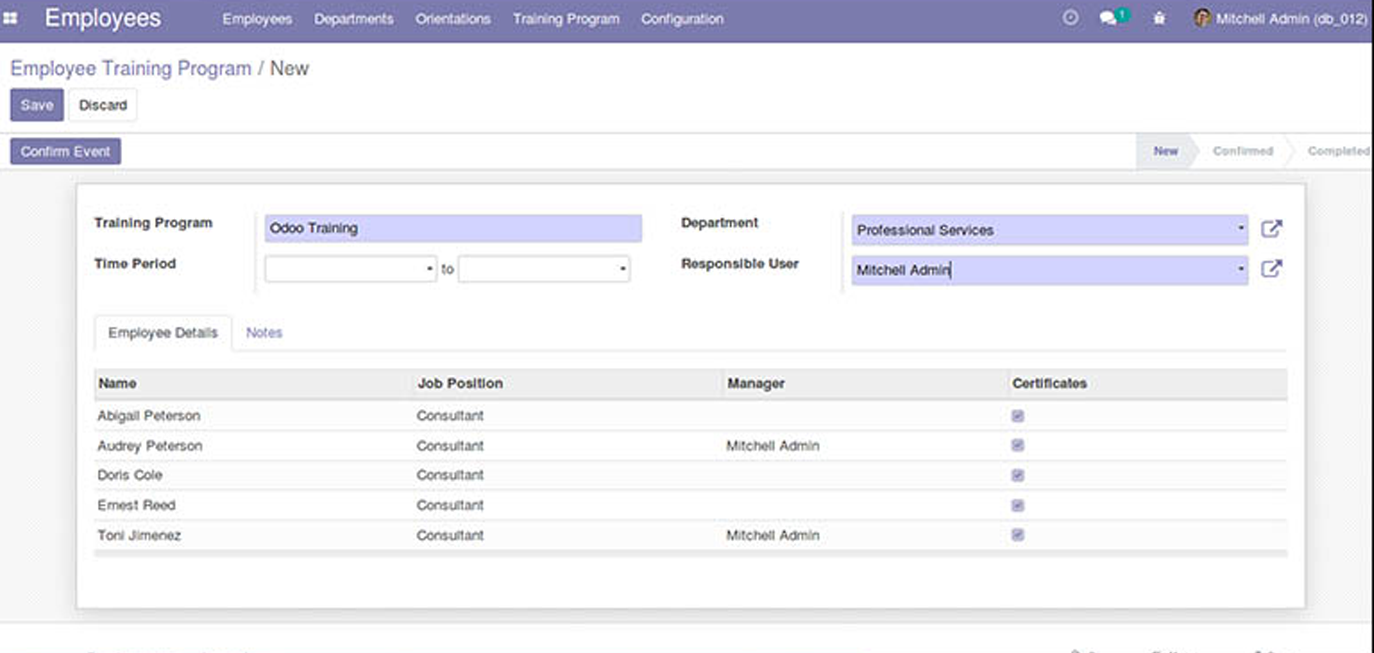 Employees Employees Departments Orientations Training Program Configuration 1 Mitchell Admin (db_012)
Employee Training Program / New
Save Discard
Confirm Event New Confirmed Completed
Training Program Odoo Training Department Professional Services
Time Period to Responsible User Mitchell Admin
Employee Details Notes
Name Job Position Manager Certificates
Abigail Peterson Consultant
Audrey Peterson Consultant Mitchell Admin
Doris Cole Consultant
Ernest Reed Consultant
Toni Jimenez Consultant Mitchell Admin